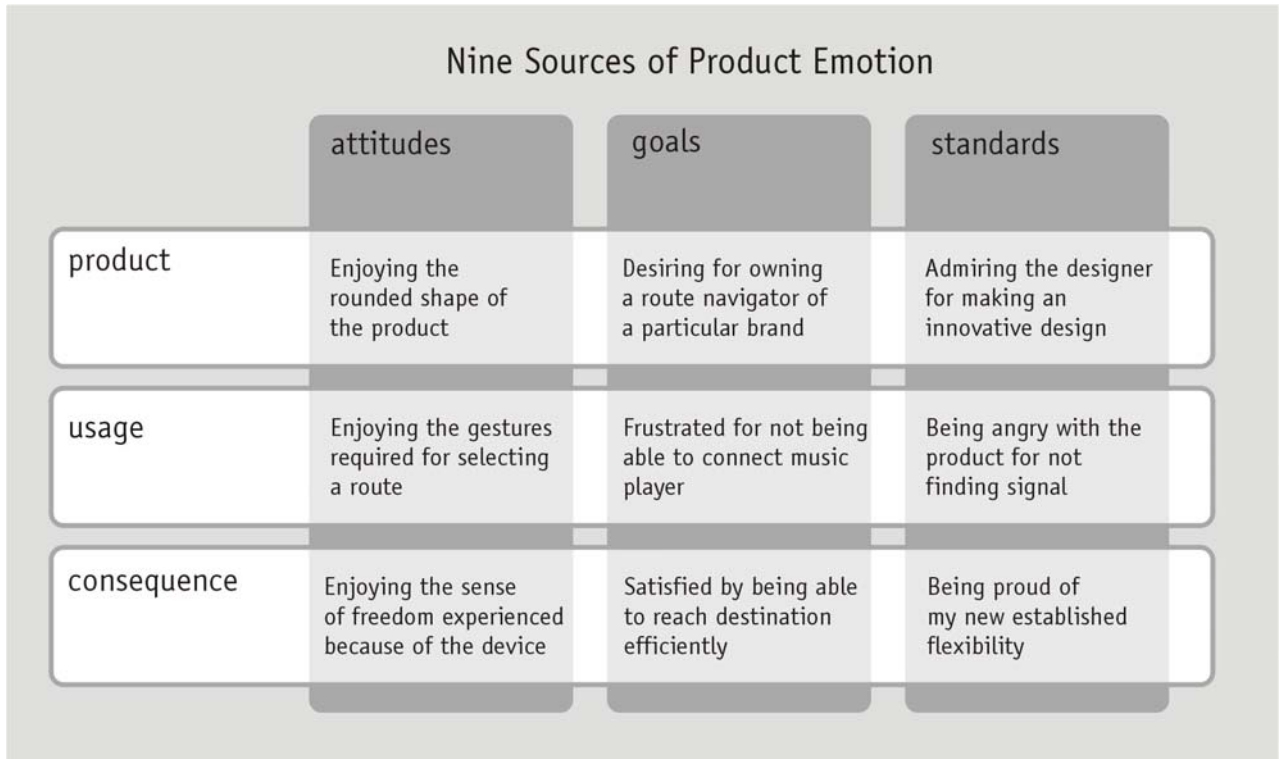 Nine Sources of Product Emotion
attitudes
goals
standards
product
Enjoying the
rounded shape of
the product
Desiring for owning
a route navigator of
a particular brand
Admiring the designer
for making an
innovative design
usage
Enjoying the gestures
required for selecting
a route
Frustrated for not being
able to connect music
player
Being angry with the
product for not
finding signal
consequence
Enjoying the sense
of freedom experienced
because of the device
Satisfied by being able
to reach destination
efficiently
Being proud of
my new established
flexibility